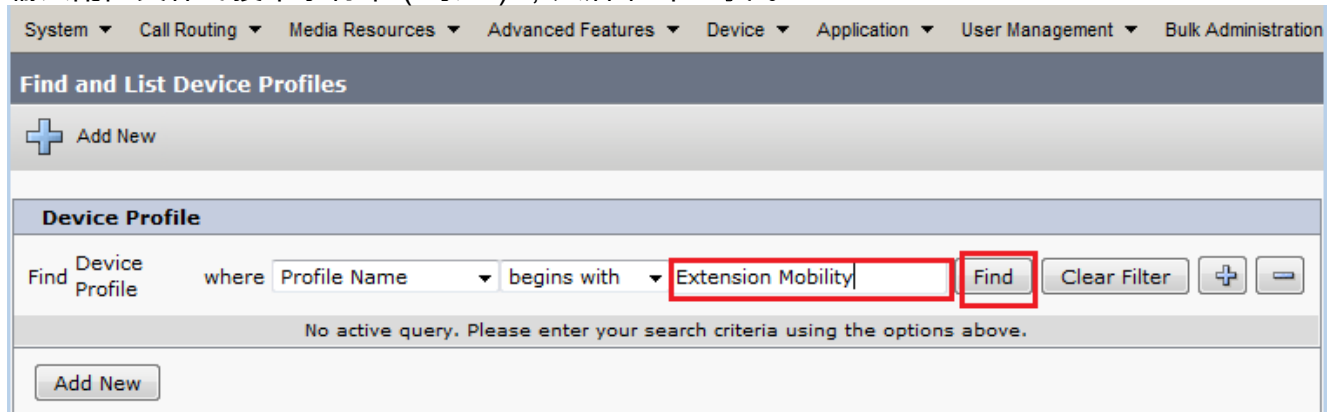 System Call Routing Media Resources Advanced Features Device Application User Management Bulk Administration
Find and List Device Profiles
Add New
Device Profile
Find Device Profile where Profile Name begins with Extension Mobility Find Clear Filter
No active query. Please enter your search criteria using the options above.
Add New